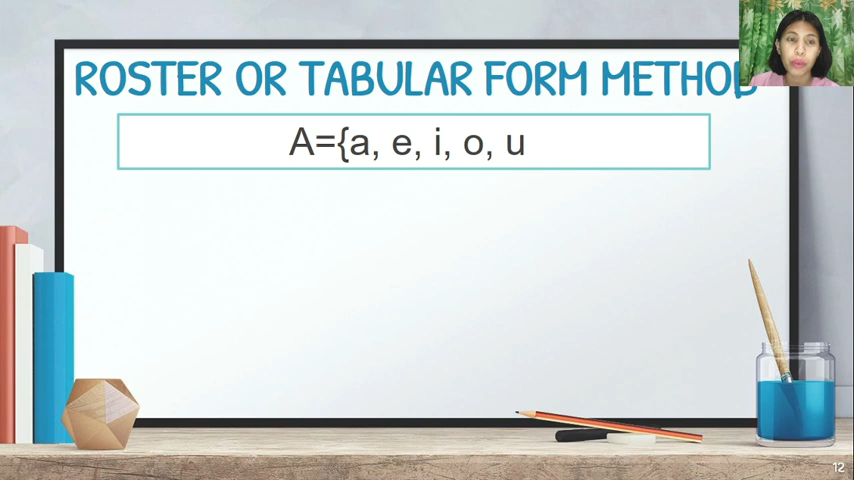 ROSTER OR TABULAR FORM METHOD
A={a, e, i, o, u
12